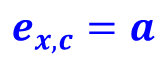 e_{x,c} = a